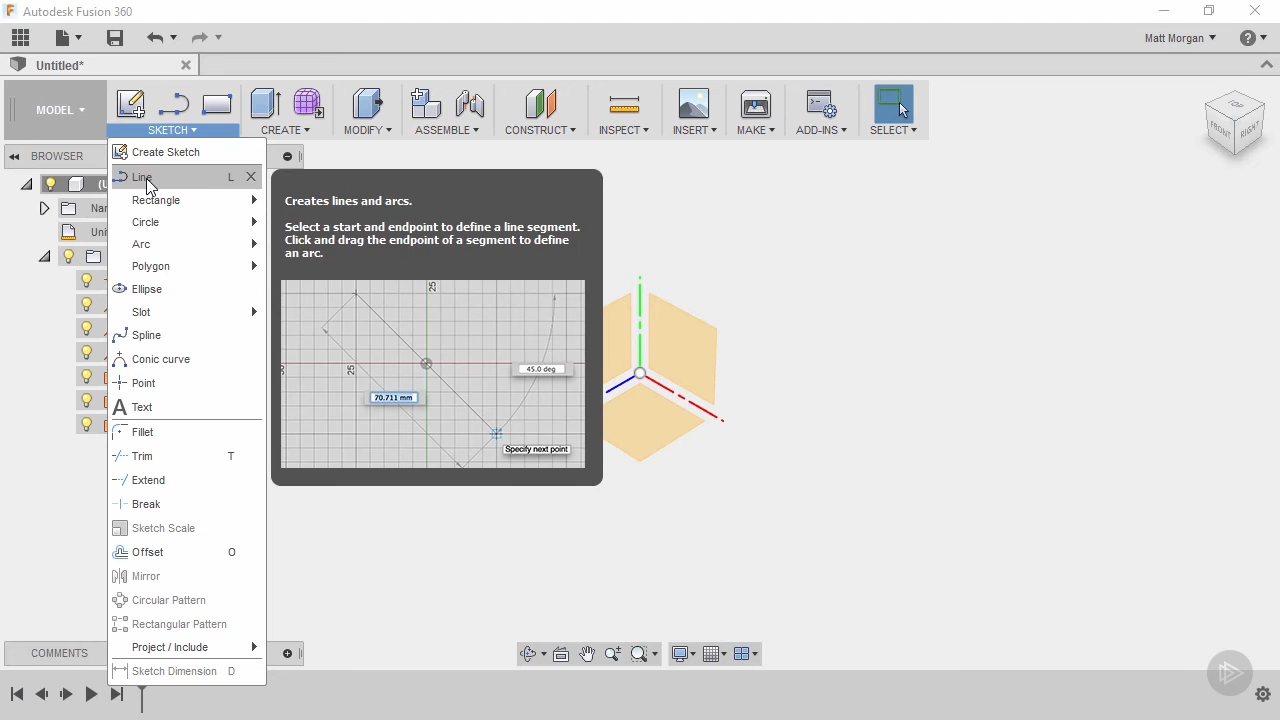 Autodesk Fusion 360
Matt Morgan
Untitled*
MODEL
SKETCH
CREATE
MODIFY
ASSEMBLE
CONSTRUCT
INSPECT
INSERT
MAKE
ADD-INS
SELECT
TOP
FRONT
RIGHT
BROWSER
Create Sketch
Line L
Rectangle
Circle
Arc
Polygon
Ellipse
Slot
Spline
Conic curve
Point
Text
Fillet
Trim T
Extend
Break
Sketch Scale
Offset O
Mirror
Circular Pattern
Rectangular Pattern
Project / Include
Sketch Dimension D
Creates lines and arcs.
Select a start and endpoint to define a line segment.
Click and drag the endpoint of a segment to define
an arc.
25
25
45.0 deg
70.711 mm
Specify next point
COMMENTS